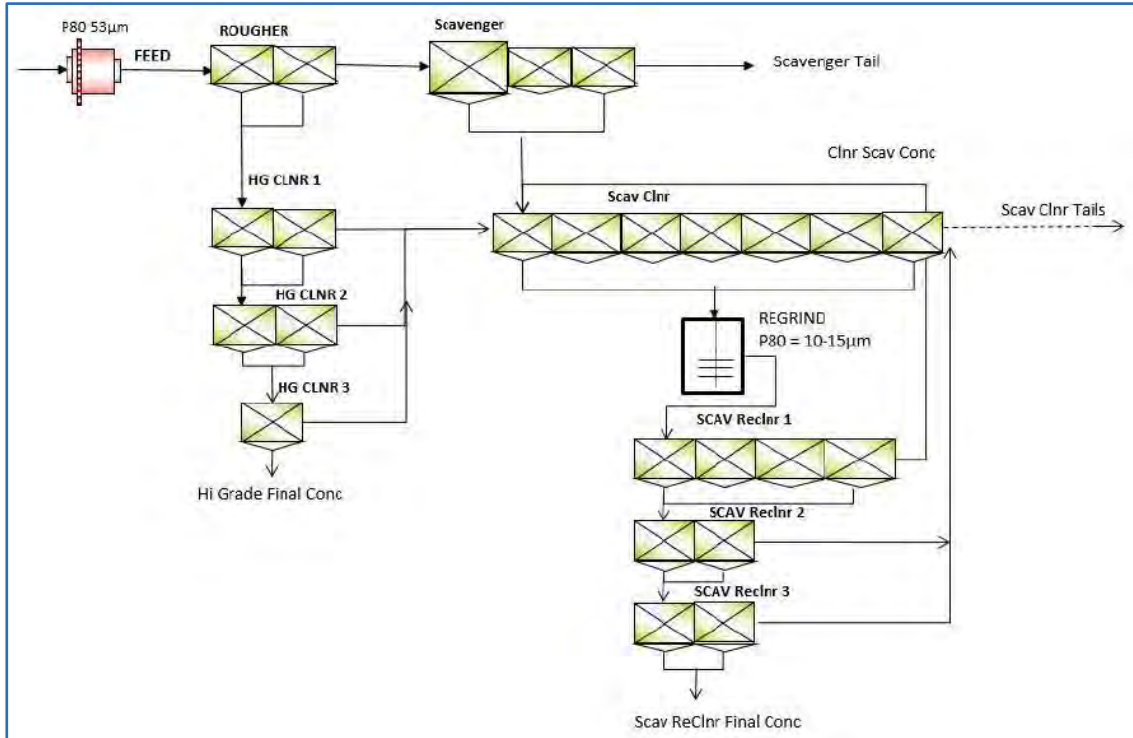 P80 53µm
FEED
ROUGHER
Scavenger
Scavenger Tail
HG CLNR 1
Clnr Scav Conc
Scav Clnr
Scav Clnr Tails
HG CLNR 2
REGRIND
P80 = 10-15µm
HG CLNR 3
SCAV Reclnr 1
Hi Grade Final Conc
SCAV Reclnr 2
SCAV Reclnr 3
Scav ReClnr Final Conc